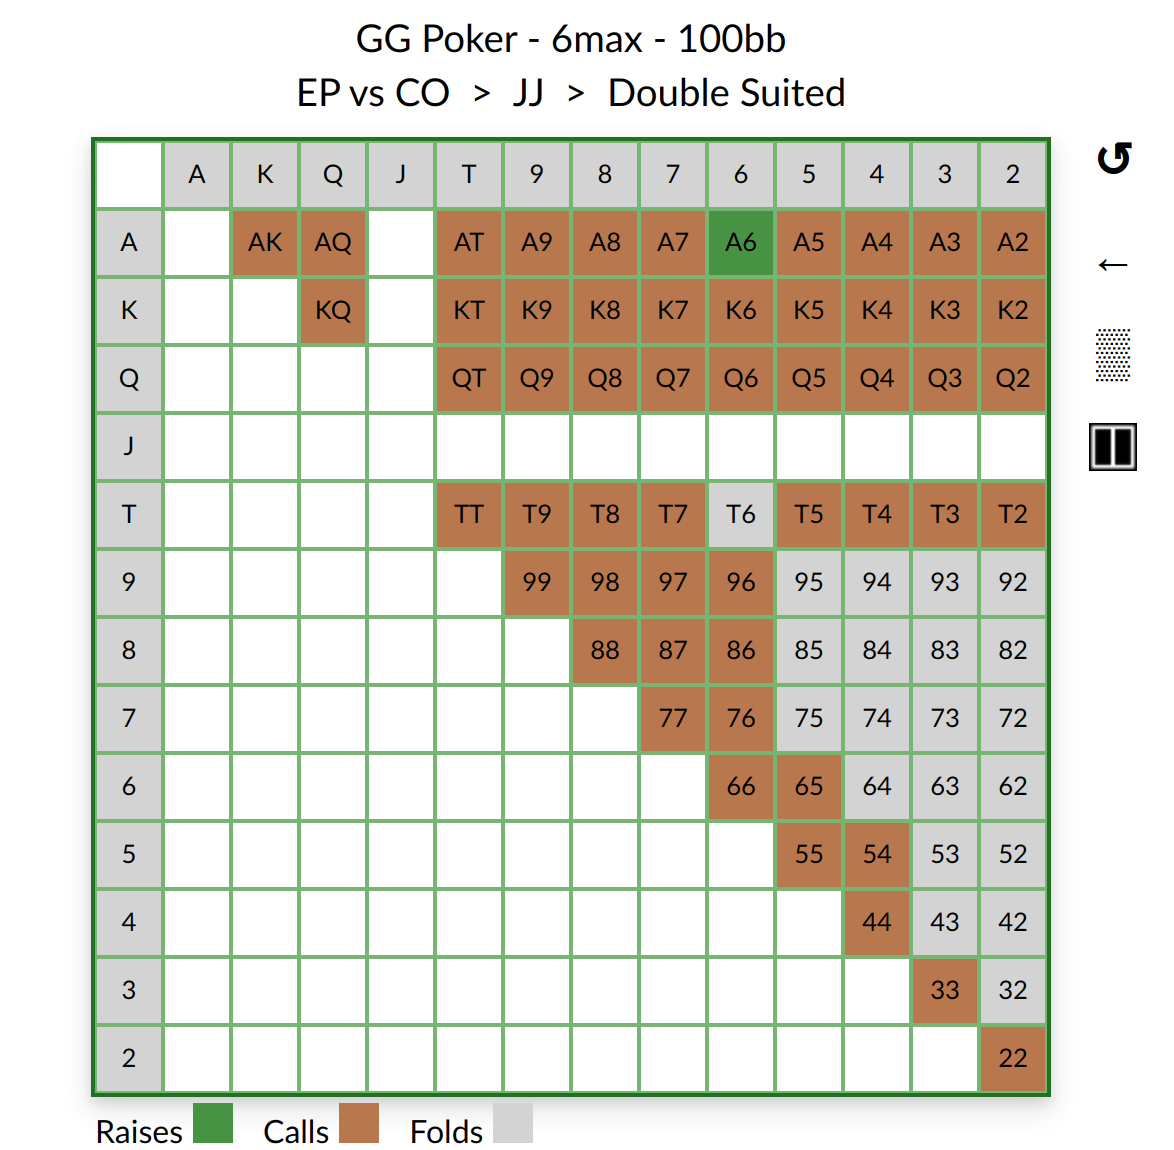 GG Poker - 6max - 100bb
EP vs CO > JJ > Double Suited
A K Q J T 9 8 7 6 5 4 3 2
A AK AQ AT A9 A8 A7 A6 A5 A4 A3 A2
K KQ KT K9 K8 K7 K6 K5 K4 K3 K2
Q QT Q9 Q8 Q7 Q6 Q5 Q4 Q3 Q2
J
T TT T9 T8 T7 T6 T5 T4 T3 T2
9 99 98 97 96 95 94 93 92
8 88 87 86 85 84 83 82
7 77 76 75 74 73 72
6 66 65 64 63 62
5 55 54 53 52
4 44 43 42
3 33 32
2 22
Raises Calls Folds